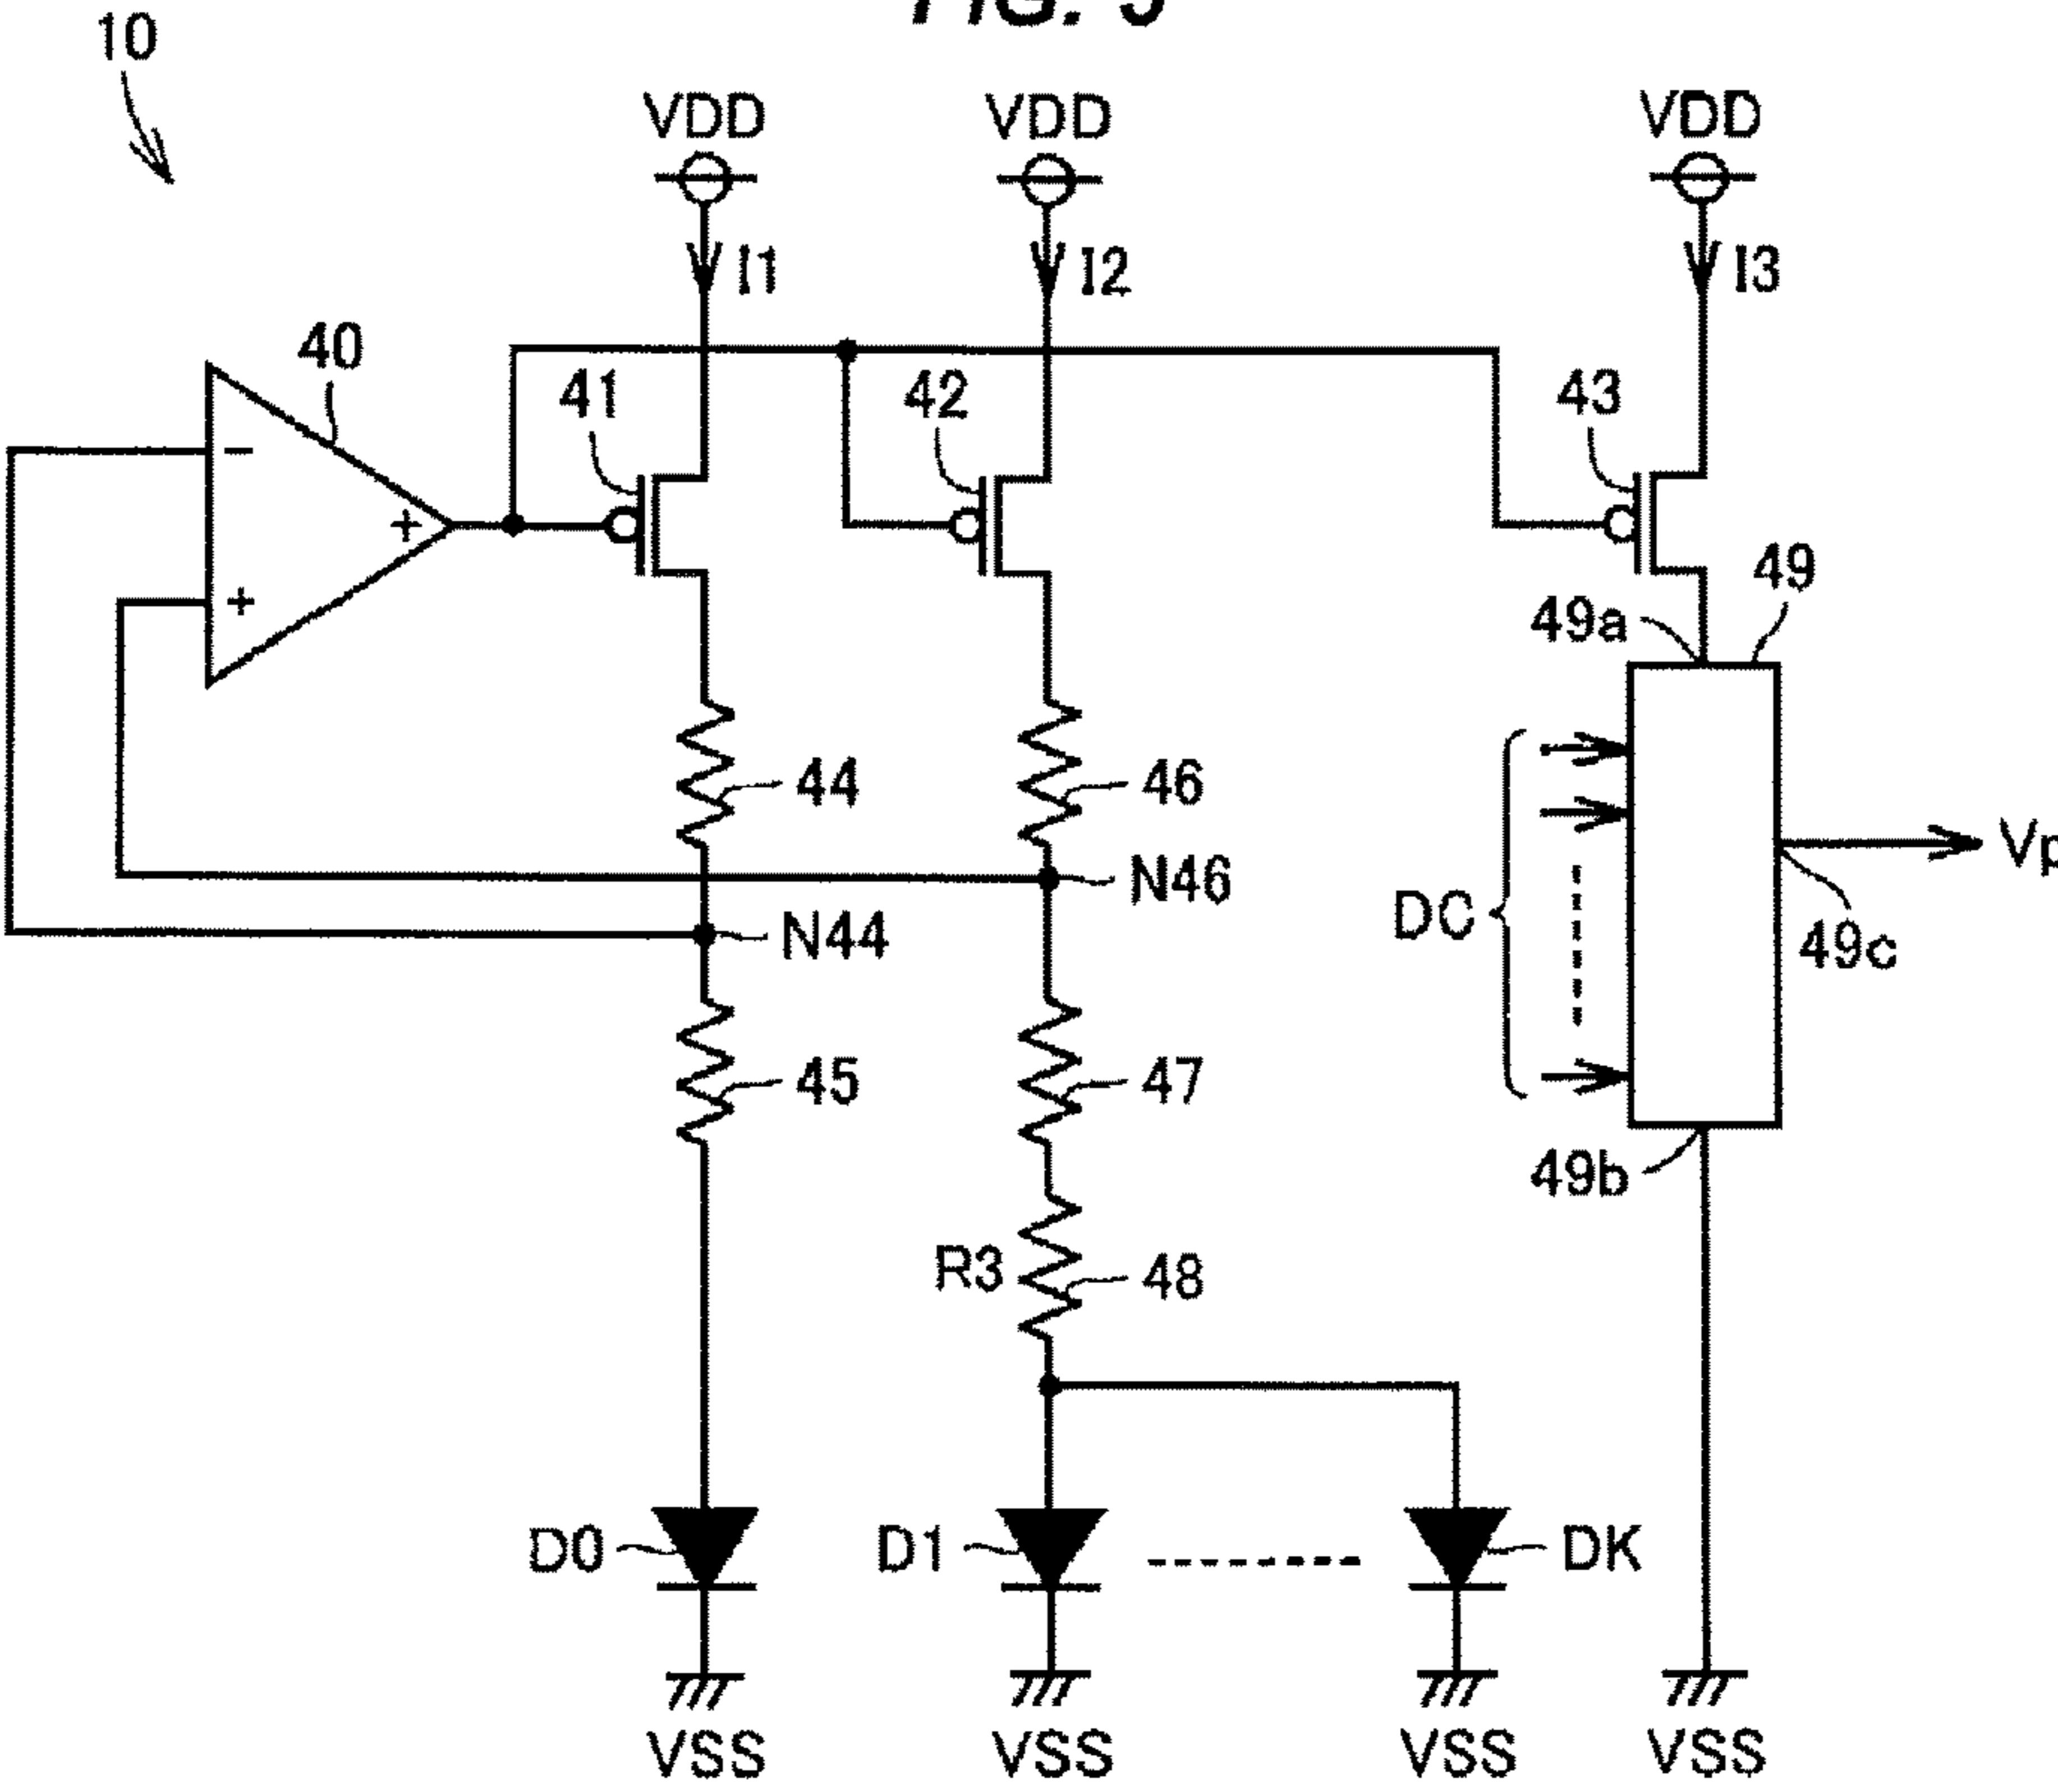 10
VDD
VDD
VDD
I1
I2
I3
40
41
42
43
−
+
+
49
49a
44
46
DC
N46
N44
49c
45
47
49b
R3
48
D0
D1
DK
VSS
VSS
VSS
VSS